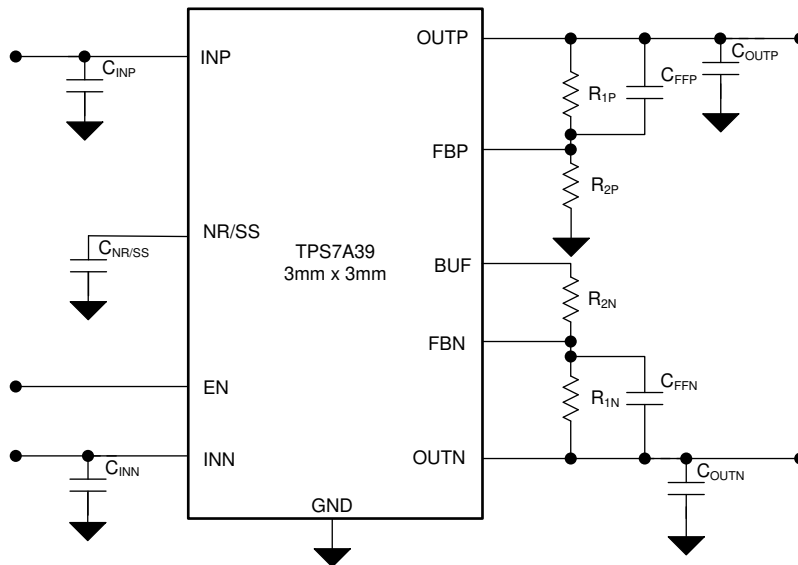 OUTP
C_OUTP
INP
C_INP
R_1P
C_FFP
FBP
R_2P
NR/SS
C_NR/SS
TPS7A39
3mm x 3mm
BUF
R_2N
FBN
EN
C_FFN
R_1N
INN
C_INN
OUTN
C_OUTN
GND